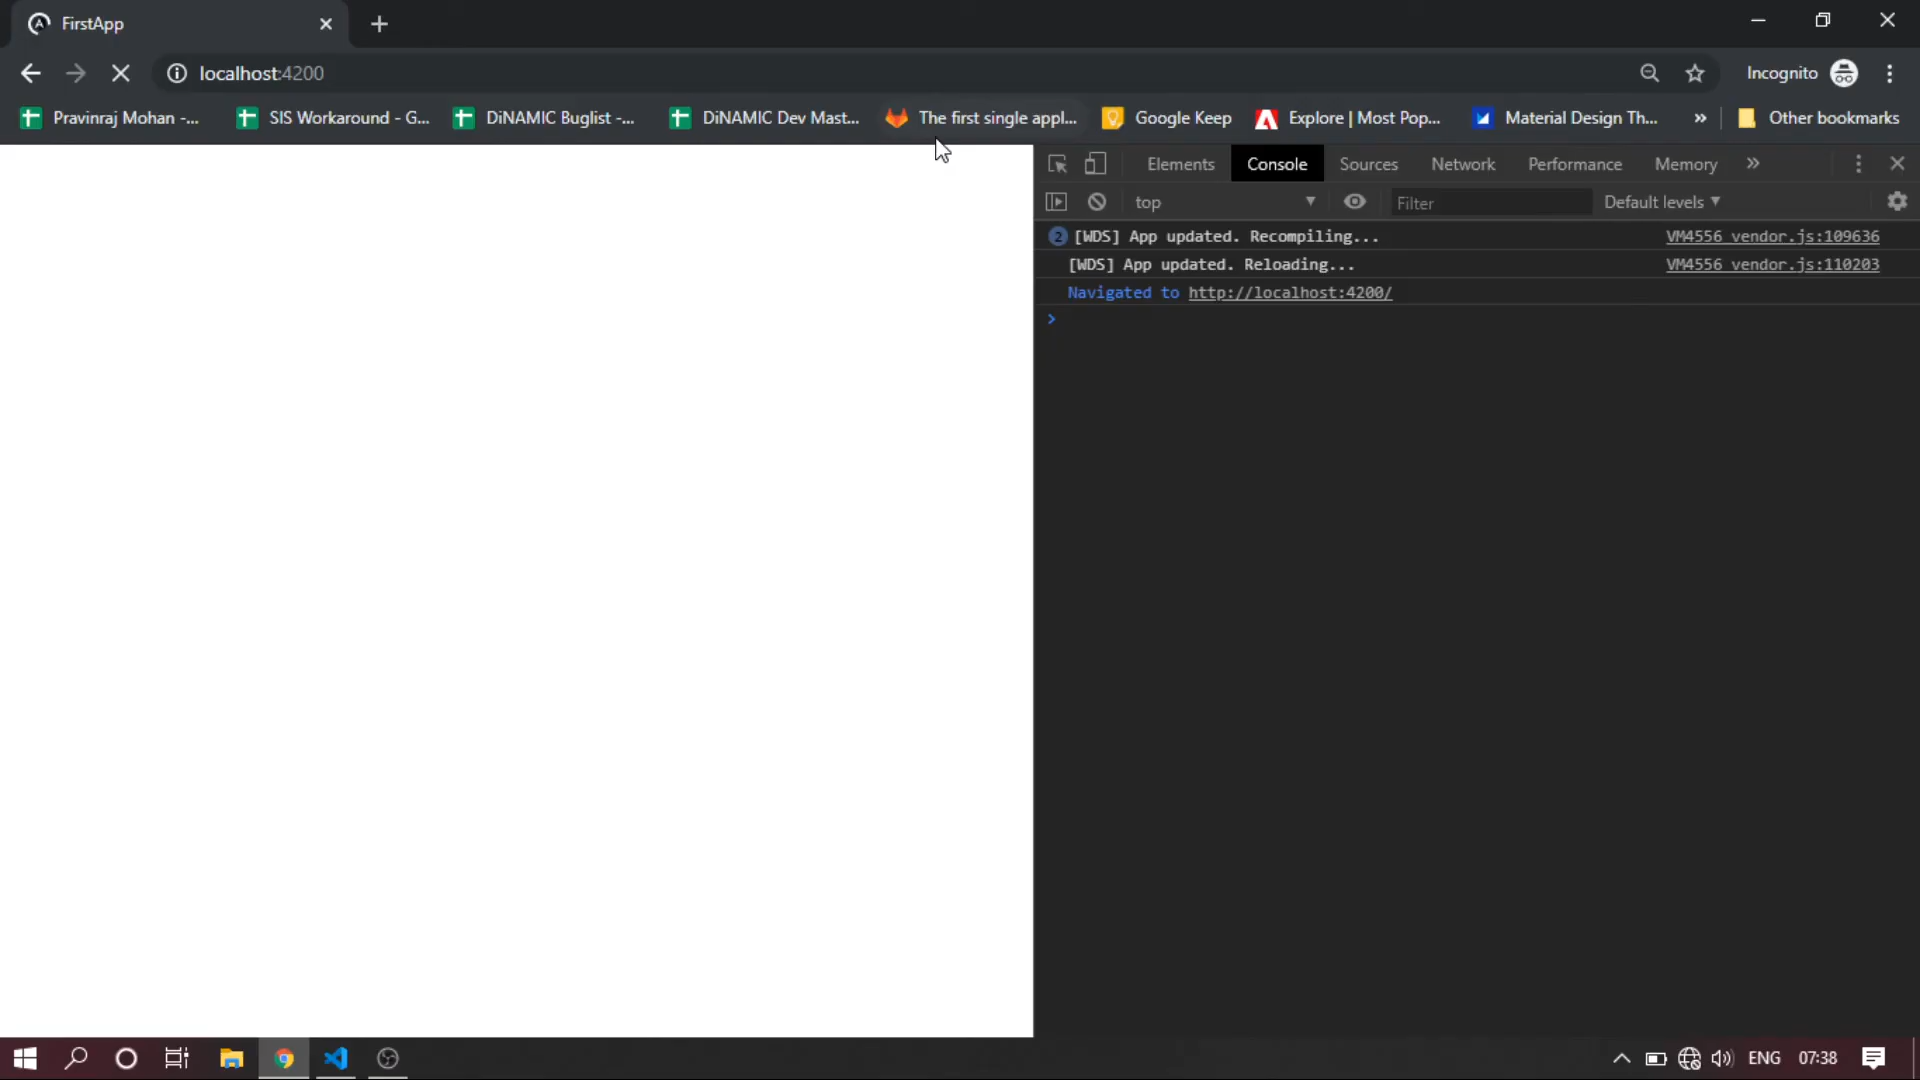 FirstApp
localhost:4200
Incognito
Pravinraj Mohan -...
SIS Workaround - G...
DiNAMIC Buglist -...
DiNAMIC Dev Mast...
The first single appl...
Google Keep
Explore | Most Pop...
Material Design Th...
»
Other bookmarks
Elements
Console
Sources
Network
Performance
Memory
»
top
Filter
Default levels
2 [WDS] App updated. Recompiling... VM4556 vendor.js:109636
[WDS] App updated. Reloading... VM4556 vendor.js:110203
Navigated to http://localhost:4200/
>
ENG
07:38